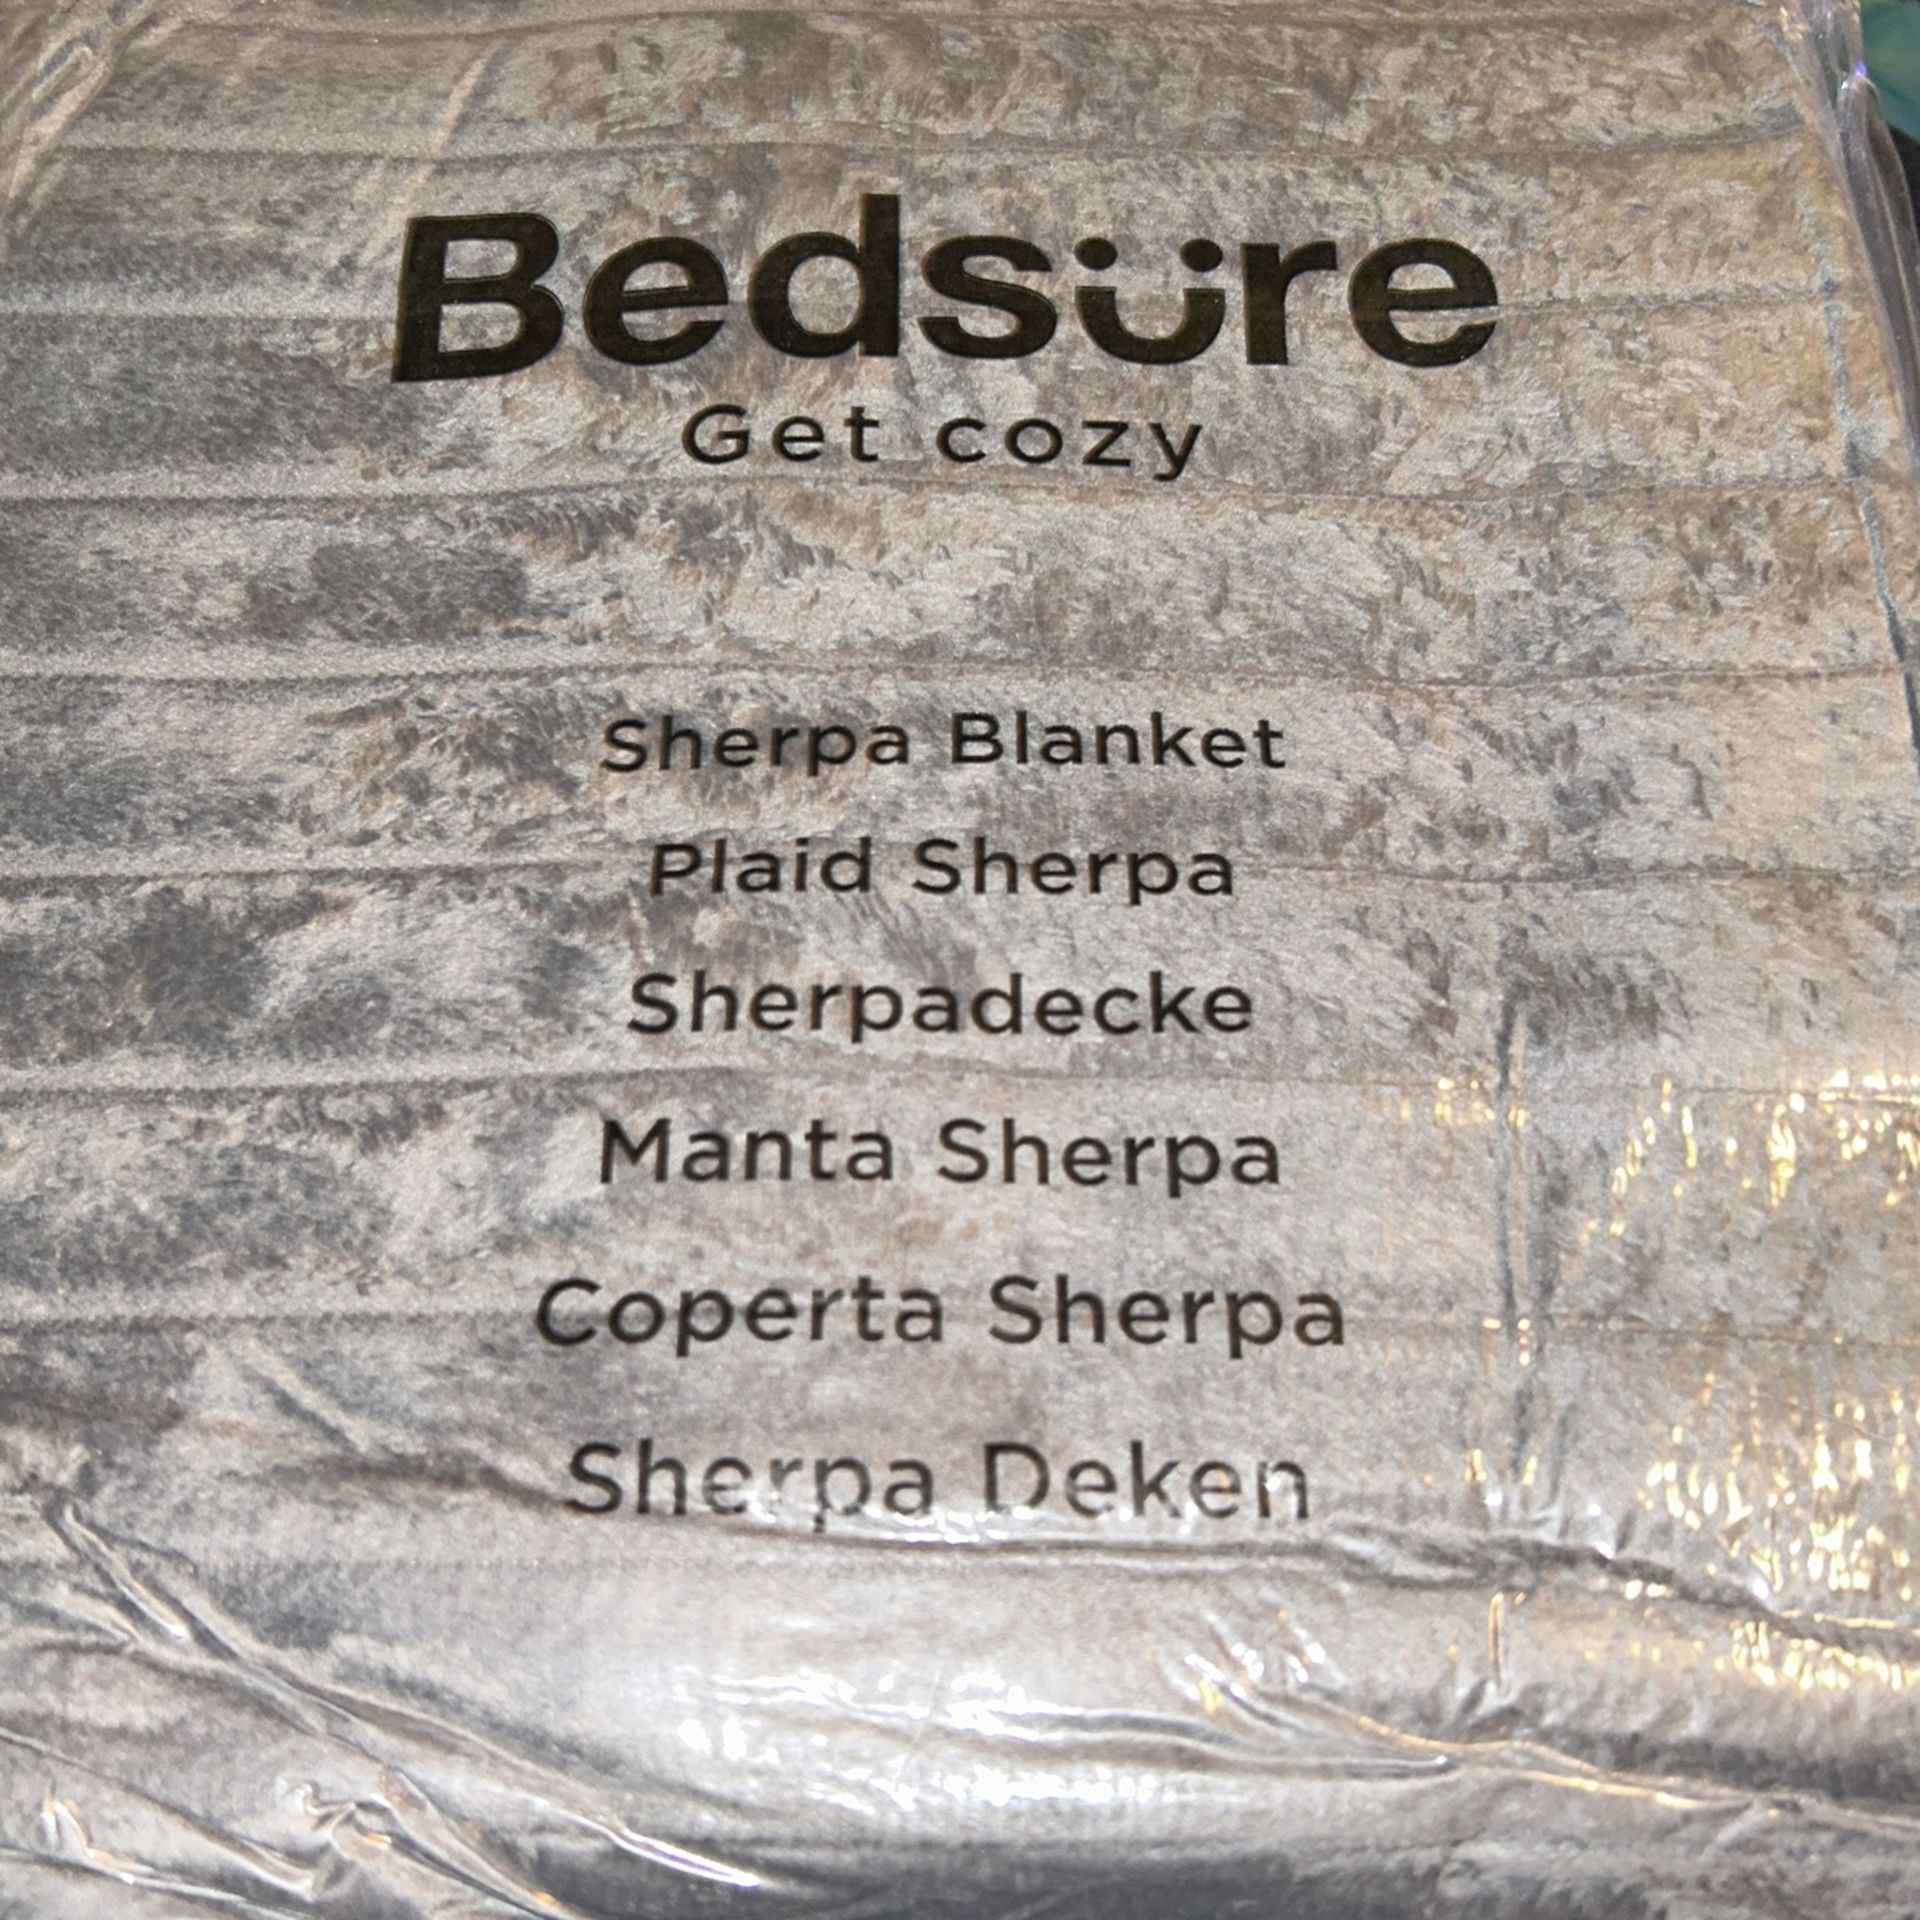 Bedsure
Get cozy
Sherpa Blanket
Plaid Sherpa
Sherpadecke
Manta Sherpa
Coperta Sherpa
Sherpa Deken